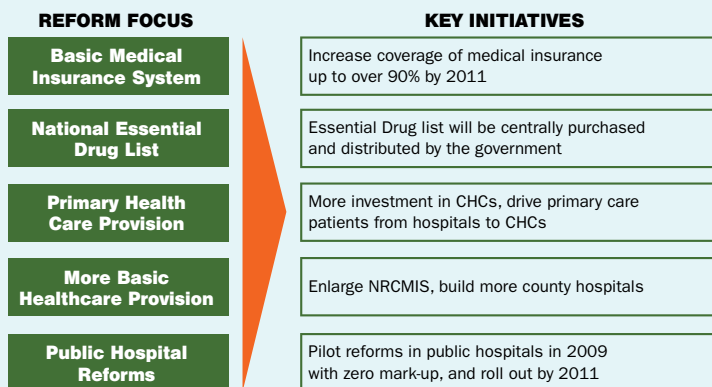 REFORM FOCUS
KEY INITIATIVES
Basic Medical
Insurance System
Increase coverage of medical insurance
up to over 90% by 2011
National Essential
Drug List
Essential Drug list will be centrally purchased
and distributed by the government
Primary Health
Care Provision
More investment in CHCs, drive primary care
patients from hospitals to CHCs
More Basic
Healthcare Provision
Enlarge NRCMIS, build more county hospitals
Public Hospital
Reforms
Pilot reforms in public hospitals in 2009
with zero mark-up, and roll out by 2011